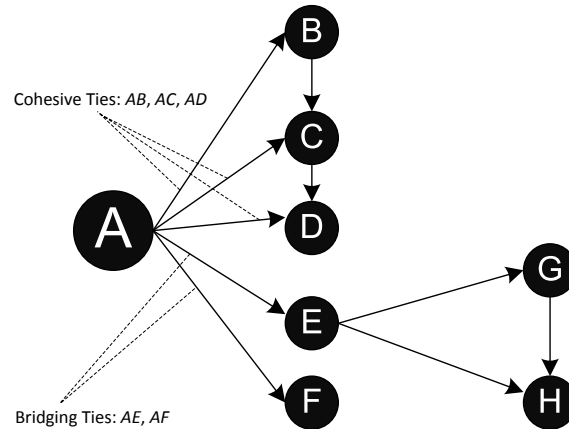 B
Cohesive Ties: AB, AC, AD
C
A
D
G
E
F
H
Bridging Ties: AE, AF